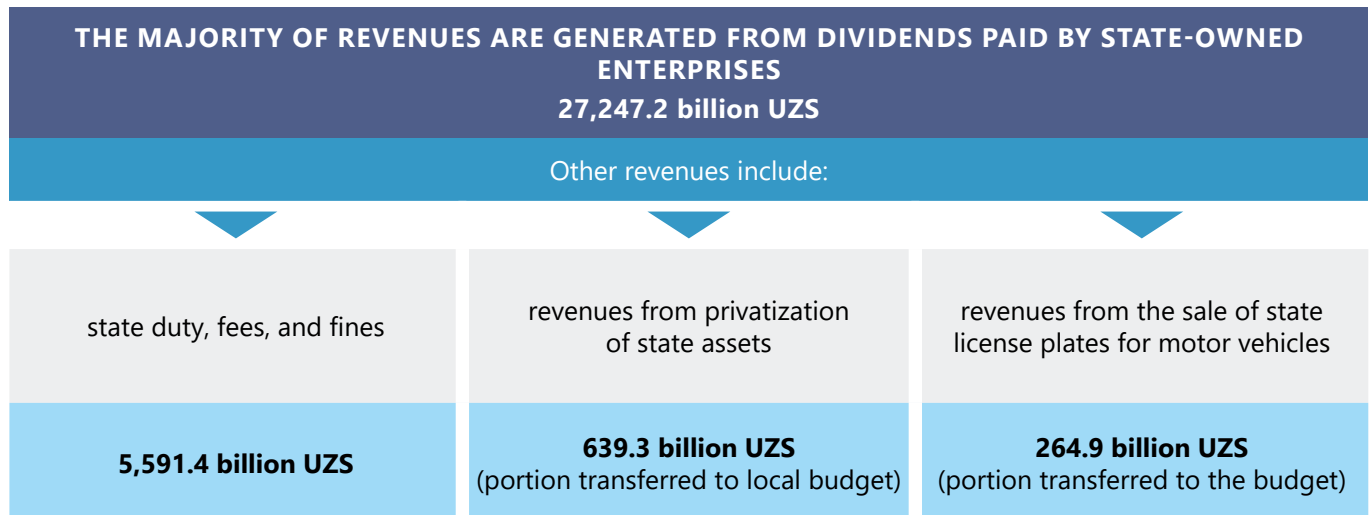 THE MAJORITY OF REVENUES ARE GENERATED FROM DIVIDENDS PAID BY STATE-OWNED
ENTERPRISES
27,247.2 billion UZS
Other revenues include:
state duty, fees, and fines
5,591.4 billion UZS
revenues from privatization
of state assets
639.3 billion UZS
(portion transferred to local budget)
revenues from the sale of state
license plates for motor vehicles
264.9 billion UZS
(portion transferred to the budget)